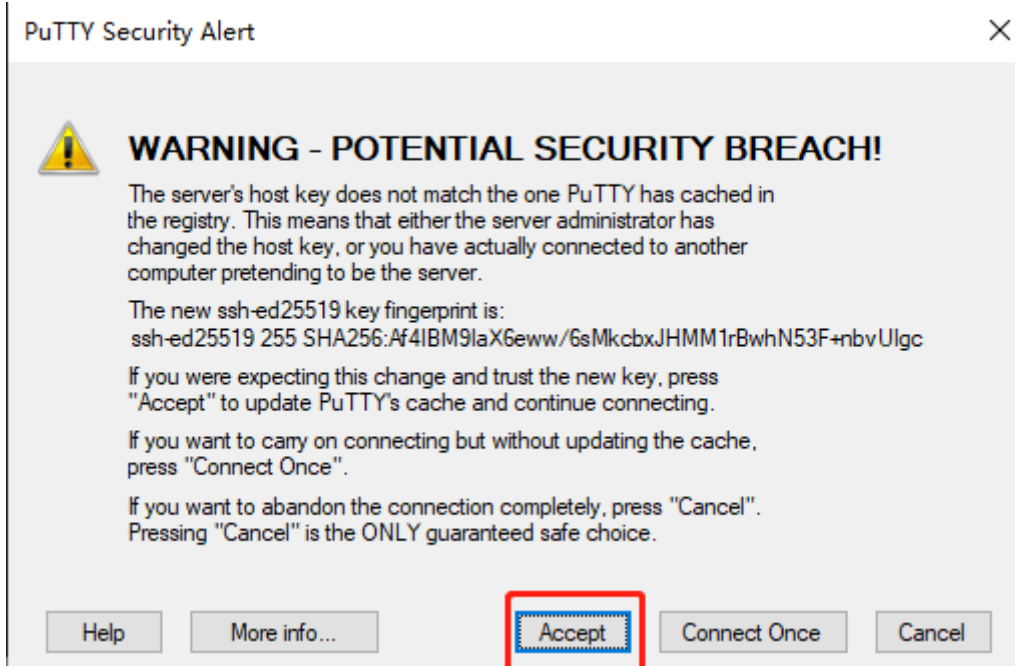 PuTTY Security Alert
WARNING - POTENTIAL SECURITY BREACH!
The server's host key does not match the one PuTTY has cached in
the registry. This means that either the server administrator has
changed the host key, or you have actually connected to another
computer pretending to be the server.
The new ssh-ed25519 key fingerprint is:
ssh-ed25519 255 SHA256:Af4IBM9IaX6eww/6sMkcbxJHMM1rBwhN53F+nbvUIgc
If you were expecting this change and trust the new key, press
"Accept" to update PuTTY's cache and continue connecting.
If you want to carry on connecting but without updating the cache,
press "Connect Once".
If you want to abandon the connection completely, press "Cancel".
Pressing "Cancel" is the ONLY guaranteed safe choice.
Help More info... Accept Connect Once Cancel